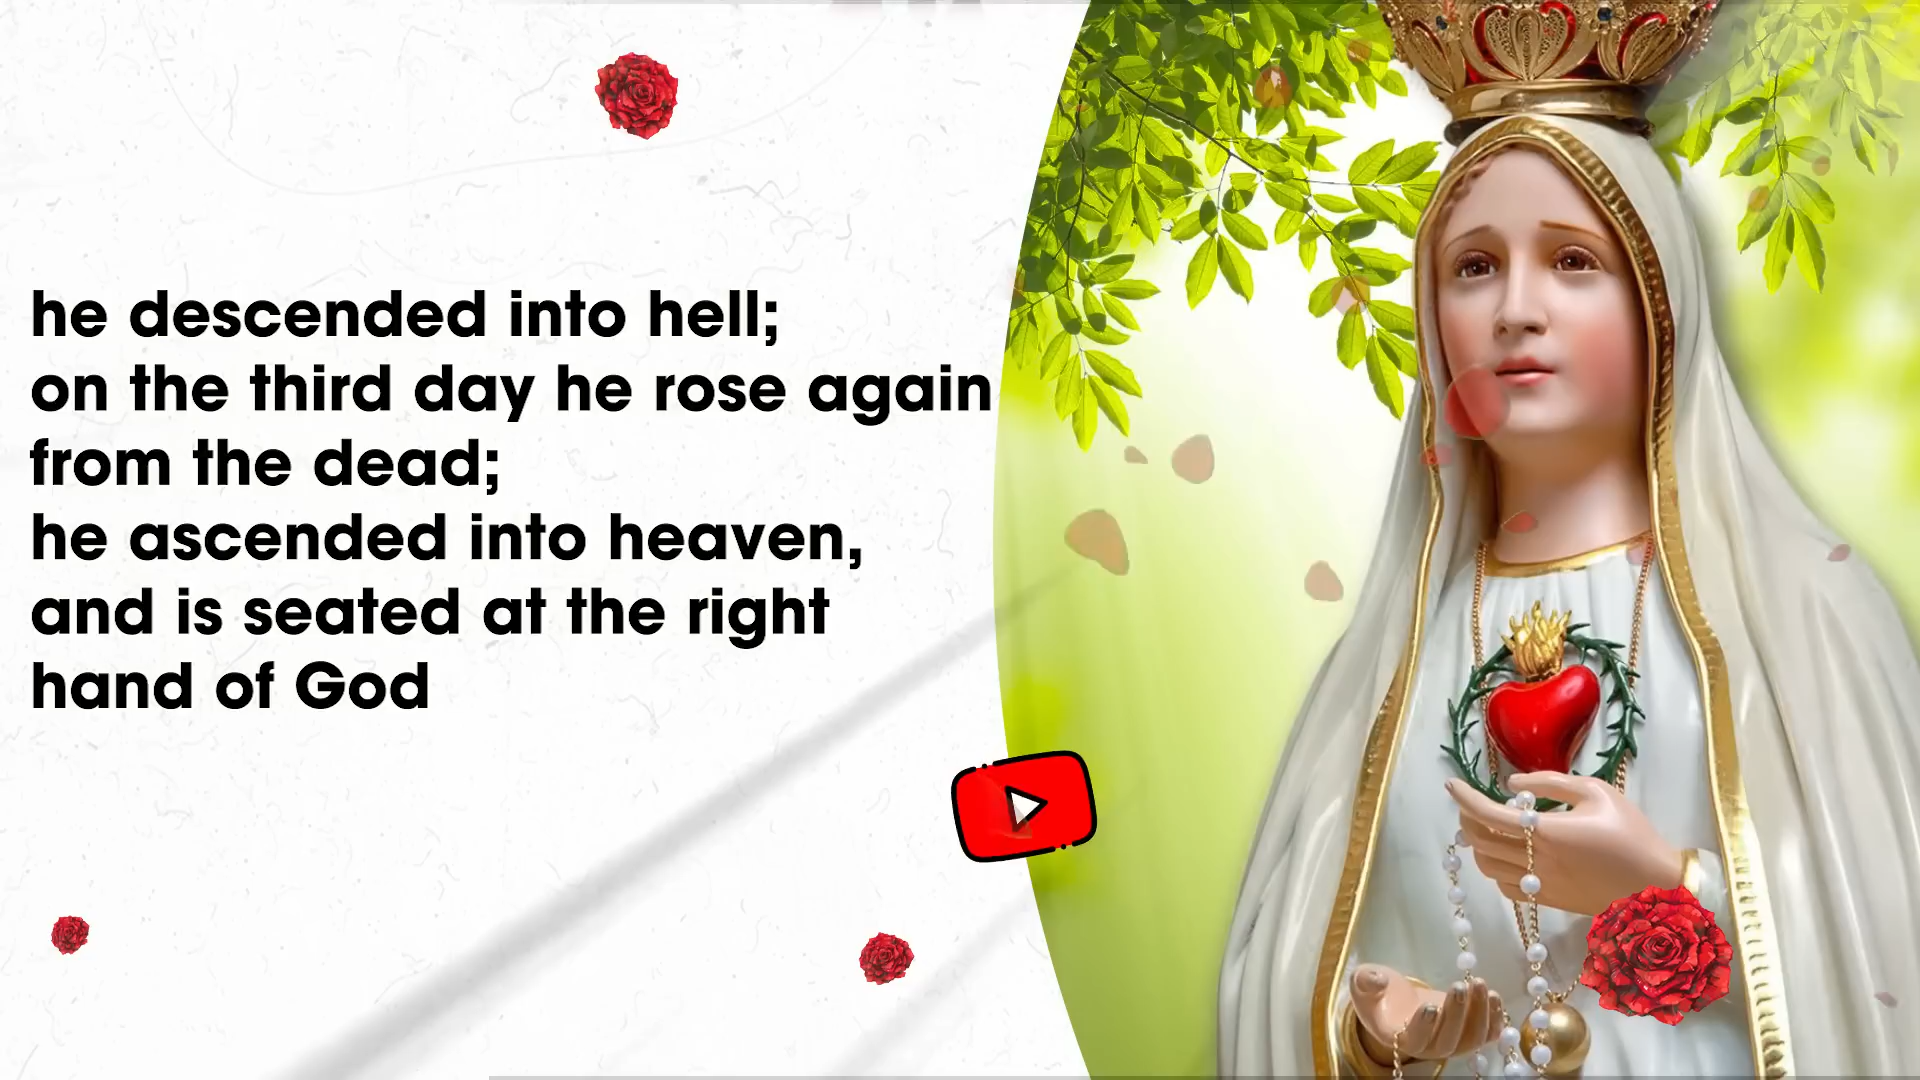 he descended into hell;
on the third day he rose again
from the dead;
he ascended into heaven,
and is seated at the right
hand of God